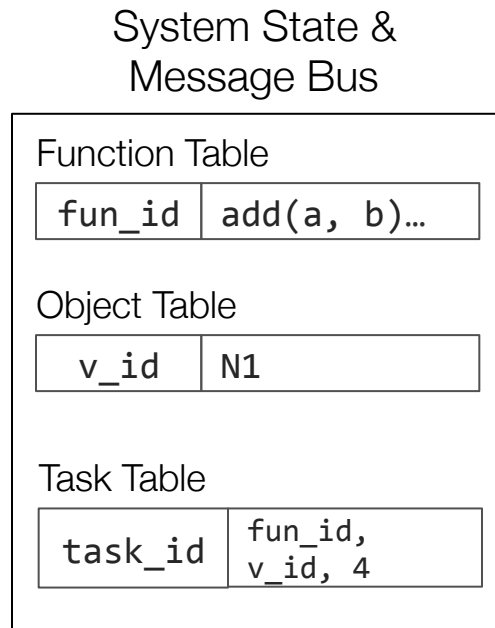 System State &
Message Bus
Function Table
fun_id add(a, b)…
Object Table
v_id N1
Task Table
task_id fun_id,
v_id, 4